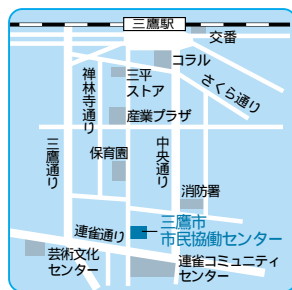 三鷹駅
交番
コラル
さくら通り
禅林寺通り
三平
ストア
産業プラザ
三鷹通り
保育園
中央通り
消防署
連雀通り
三鷹市
市民協働センター
芸術文化
センター
連雀コミュニティ
センター